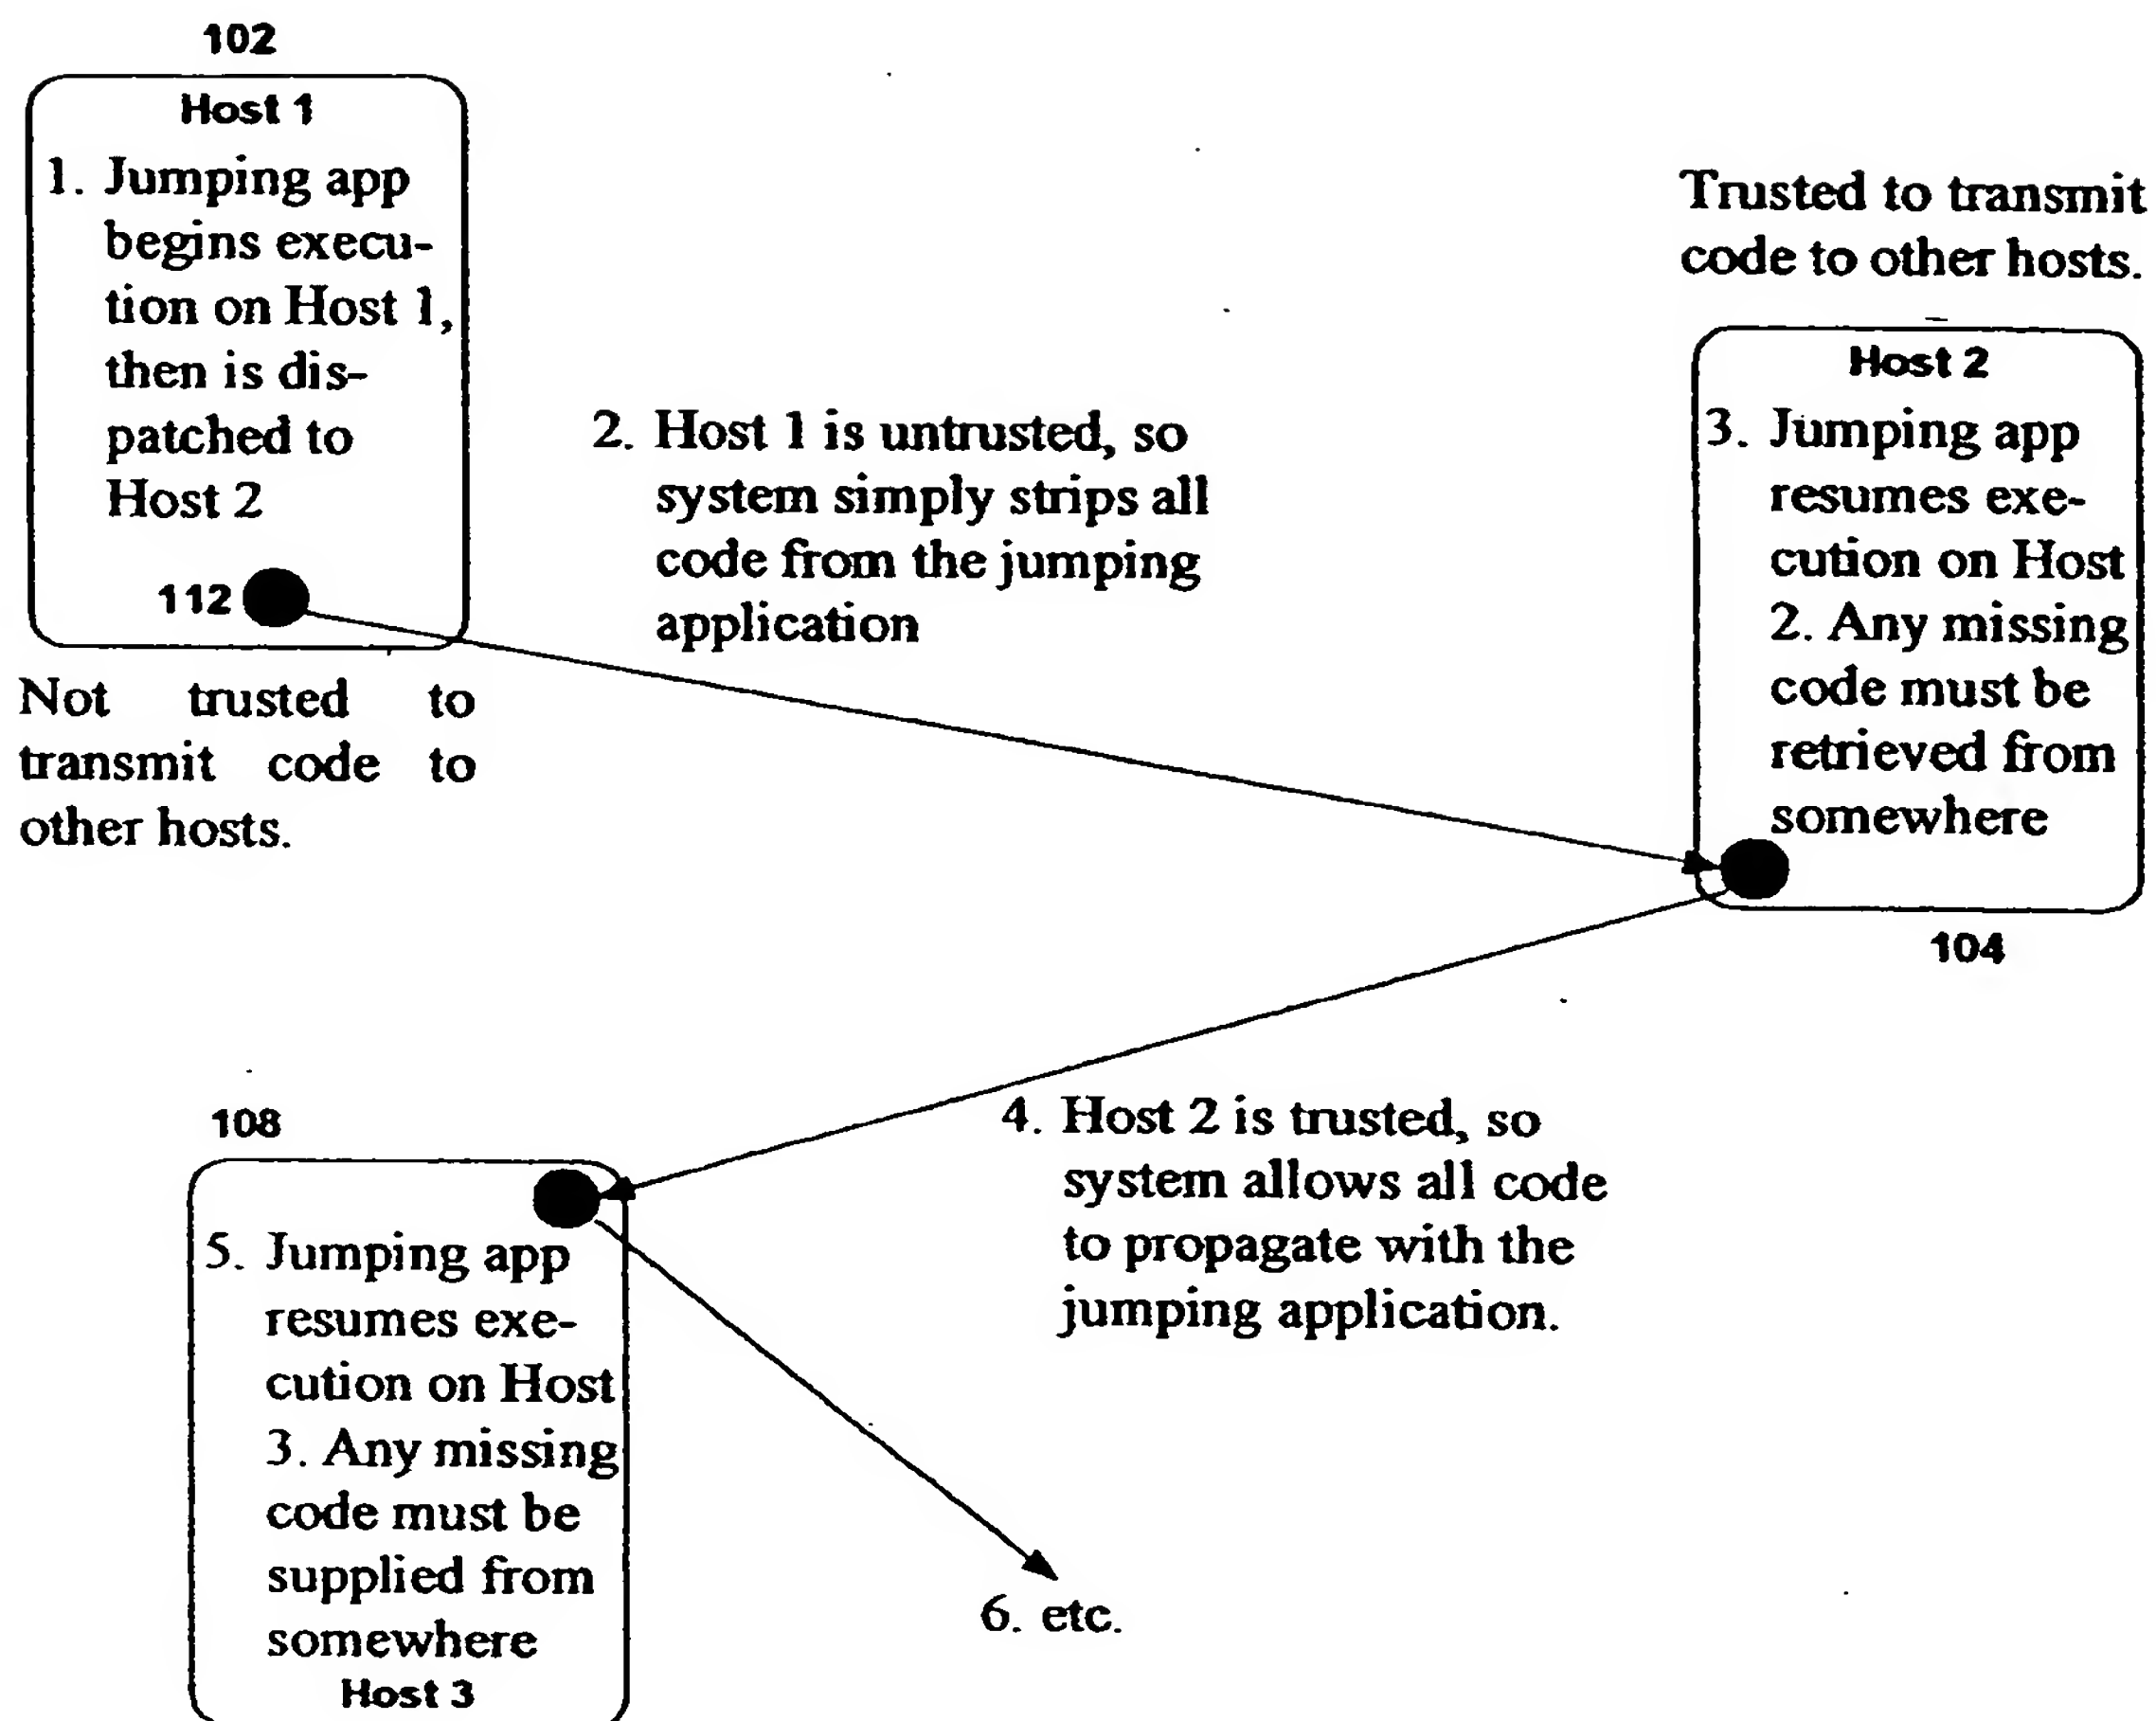 102
Host 1
1. Jumping app
begins execu-
tion on Host 1,
then is dis-
patched to
Host 2
112
Not trusted to
transmit code to
other hosts.
2. Host 1 is untrusted, so
system simply strips all
code from the jumping
application
Trusted to transmit
code to other hosts.
Host 2
3. Jumping app
resumes exe-
cution on Host
2. Any missing
code must be
retrieved from
somewhere
104
4. Host 2 is trusted, so
system allows all code
to propagate with the
jumping application.
108
5. Jumping app
resumes exe-
cution on Host
3. Any missing
code must be
supplied from
somewhere
Host 3
6. etc.